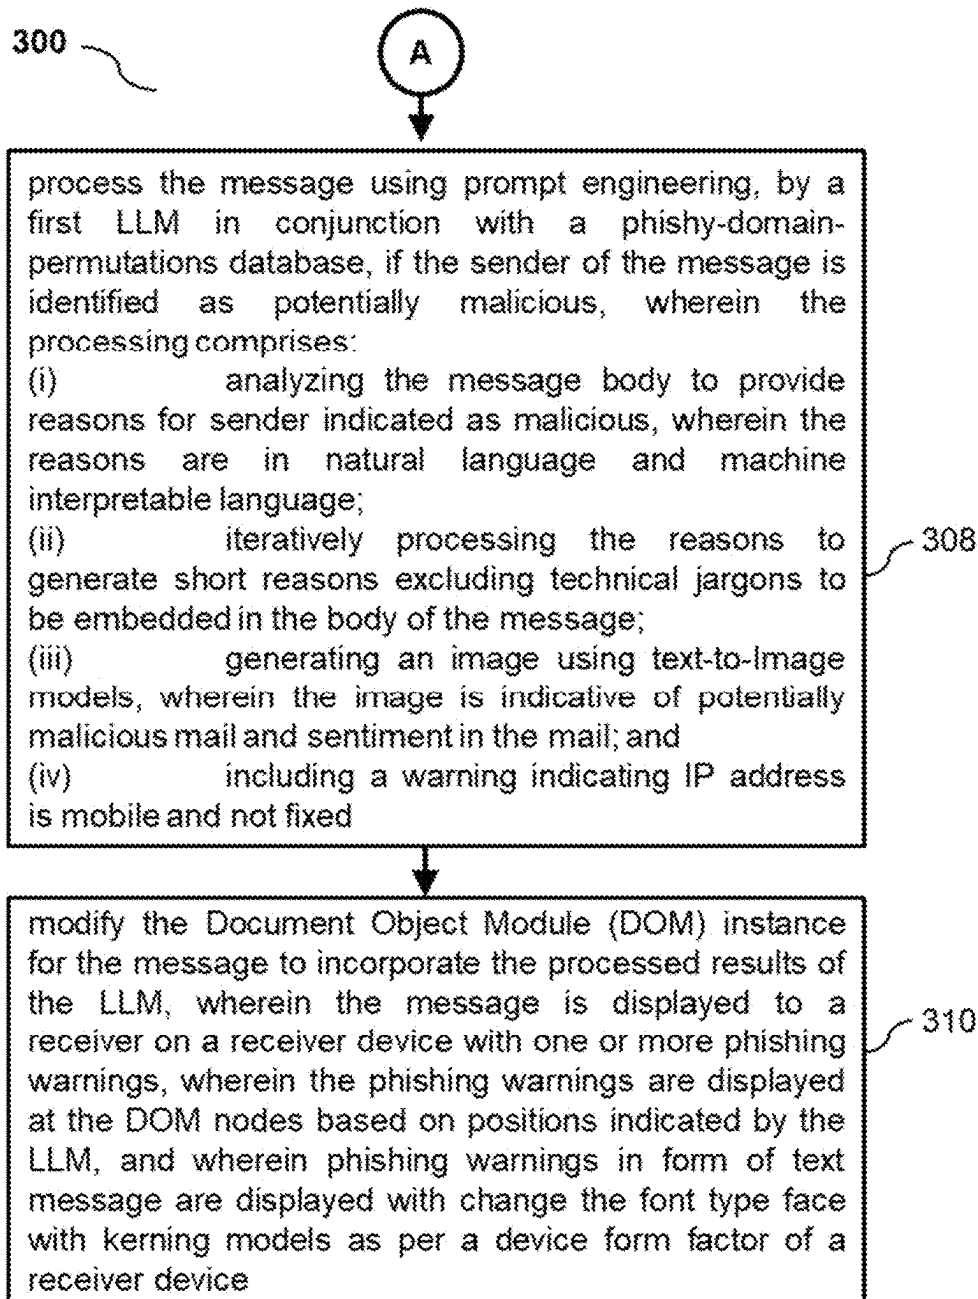 300
A
process the message using prompt engineering, by a
first LLM in conjunction with a phishy-domain-
permutations database, if the sender of the message is
identified as potentially malicious, wherein the
processing comprises:
(i) analyzing the message body to provide
reasons for sender indicated as malicious, wherein the
reasons are in natural language and machine
interpretable language;
(ii) iteratively processing the reasons to
generate short reasons excluding technical jargons to
be embedded in the body of the message;
(iii) generating an image using text-to-Image
models, wherein the image is indicative of potentially
malicious mail and sentiment in the mail; and
(iv) including a warning indicating IP address
is mobile and not fixed
308
modify the Document Object Module (DOM) instance
for the message to incorporate the processed results of
the LLM, wherein the message is displayed to a
receiver on a receiver device with one or more phishing
warnings, wherein the phishing warnings are displayed
at the DOM nodes based on positions indicated by the
LLM, and wherein phishing warnings in form of text
message are displayed with change the font type face
with kerning models as per a device form factor of a
receiver device
310